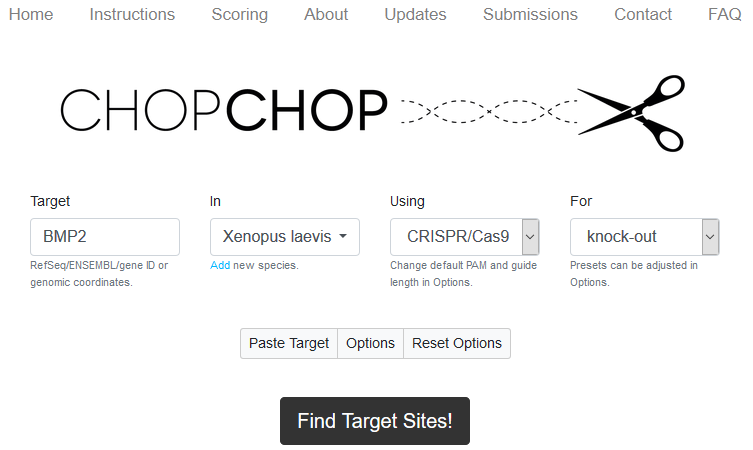 Home Instructions Scoring About Updates Submissions Contact FAQ
CHOPCHOP
Target In Using For
BMP2 Xenopus laevis CRISPR/Cas9 knock-out
RefSeq/ENSEMBL/gene ID or Add new species. Change default PAM and guide Presets can be adjusted in
genomic coordinates. length in Options. Options.
Paste Target Options Reset Options
Find Target Sites!